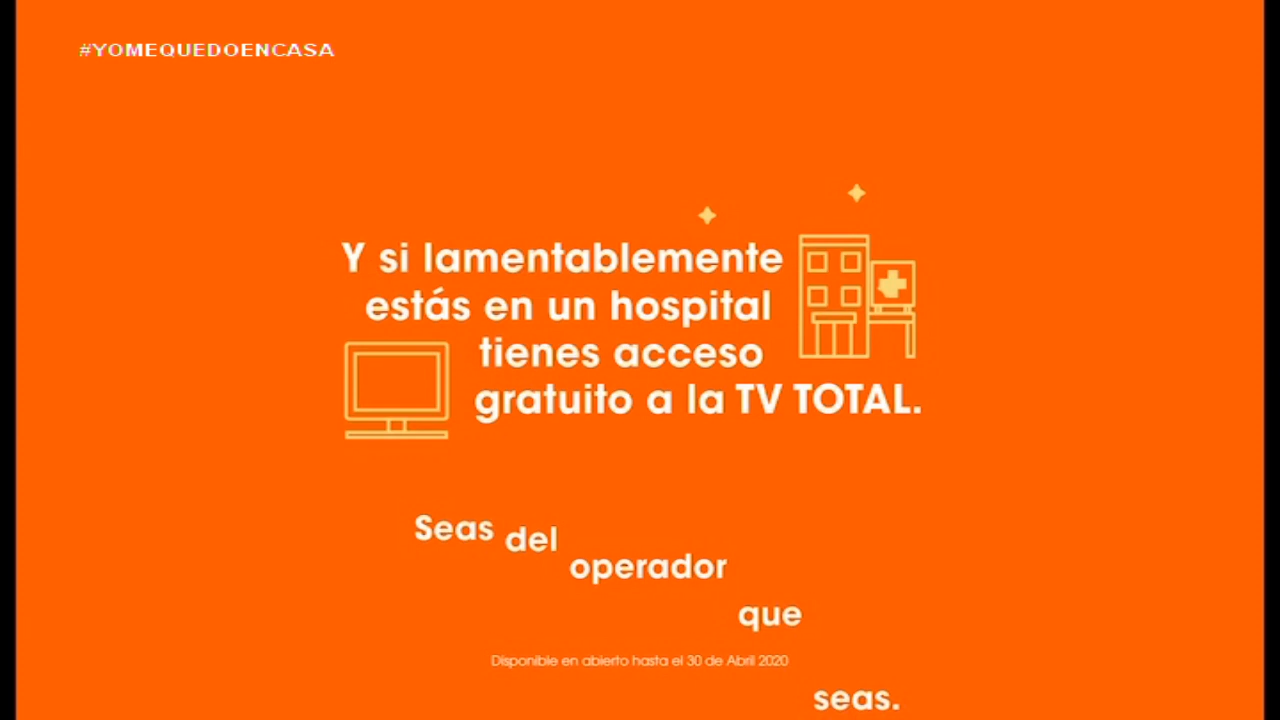 #YOMEQUEDOENCASA
Y si lamentablemente
estás en un hospital
tienes acceso
gratuito a la TV TOTAL.
Seas del
operador
que
Disponible en abierto hasta el 30 de Abril 2020
seas.